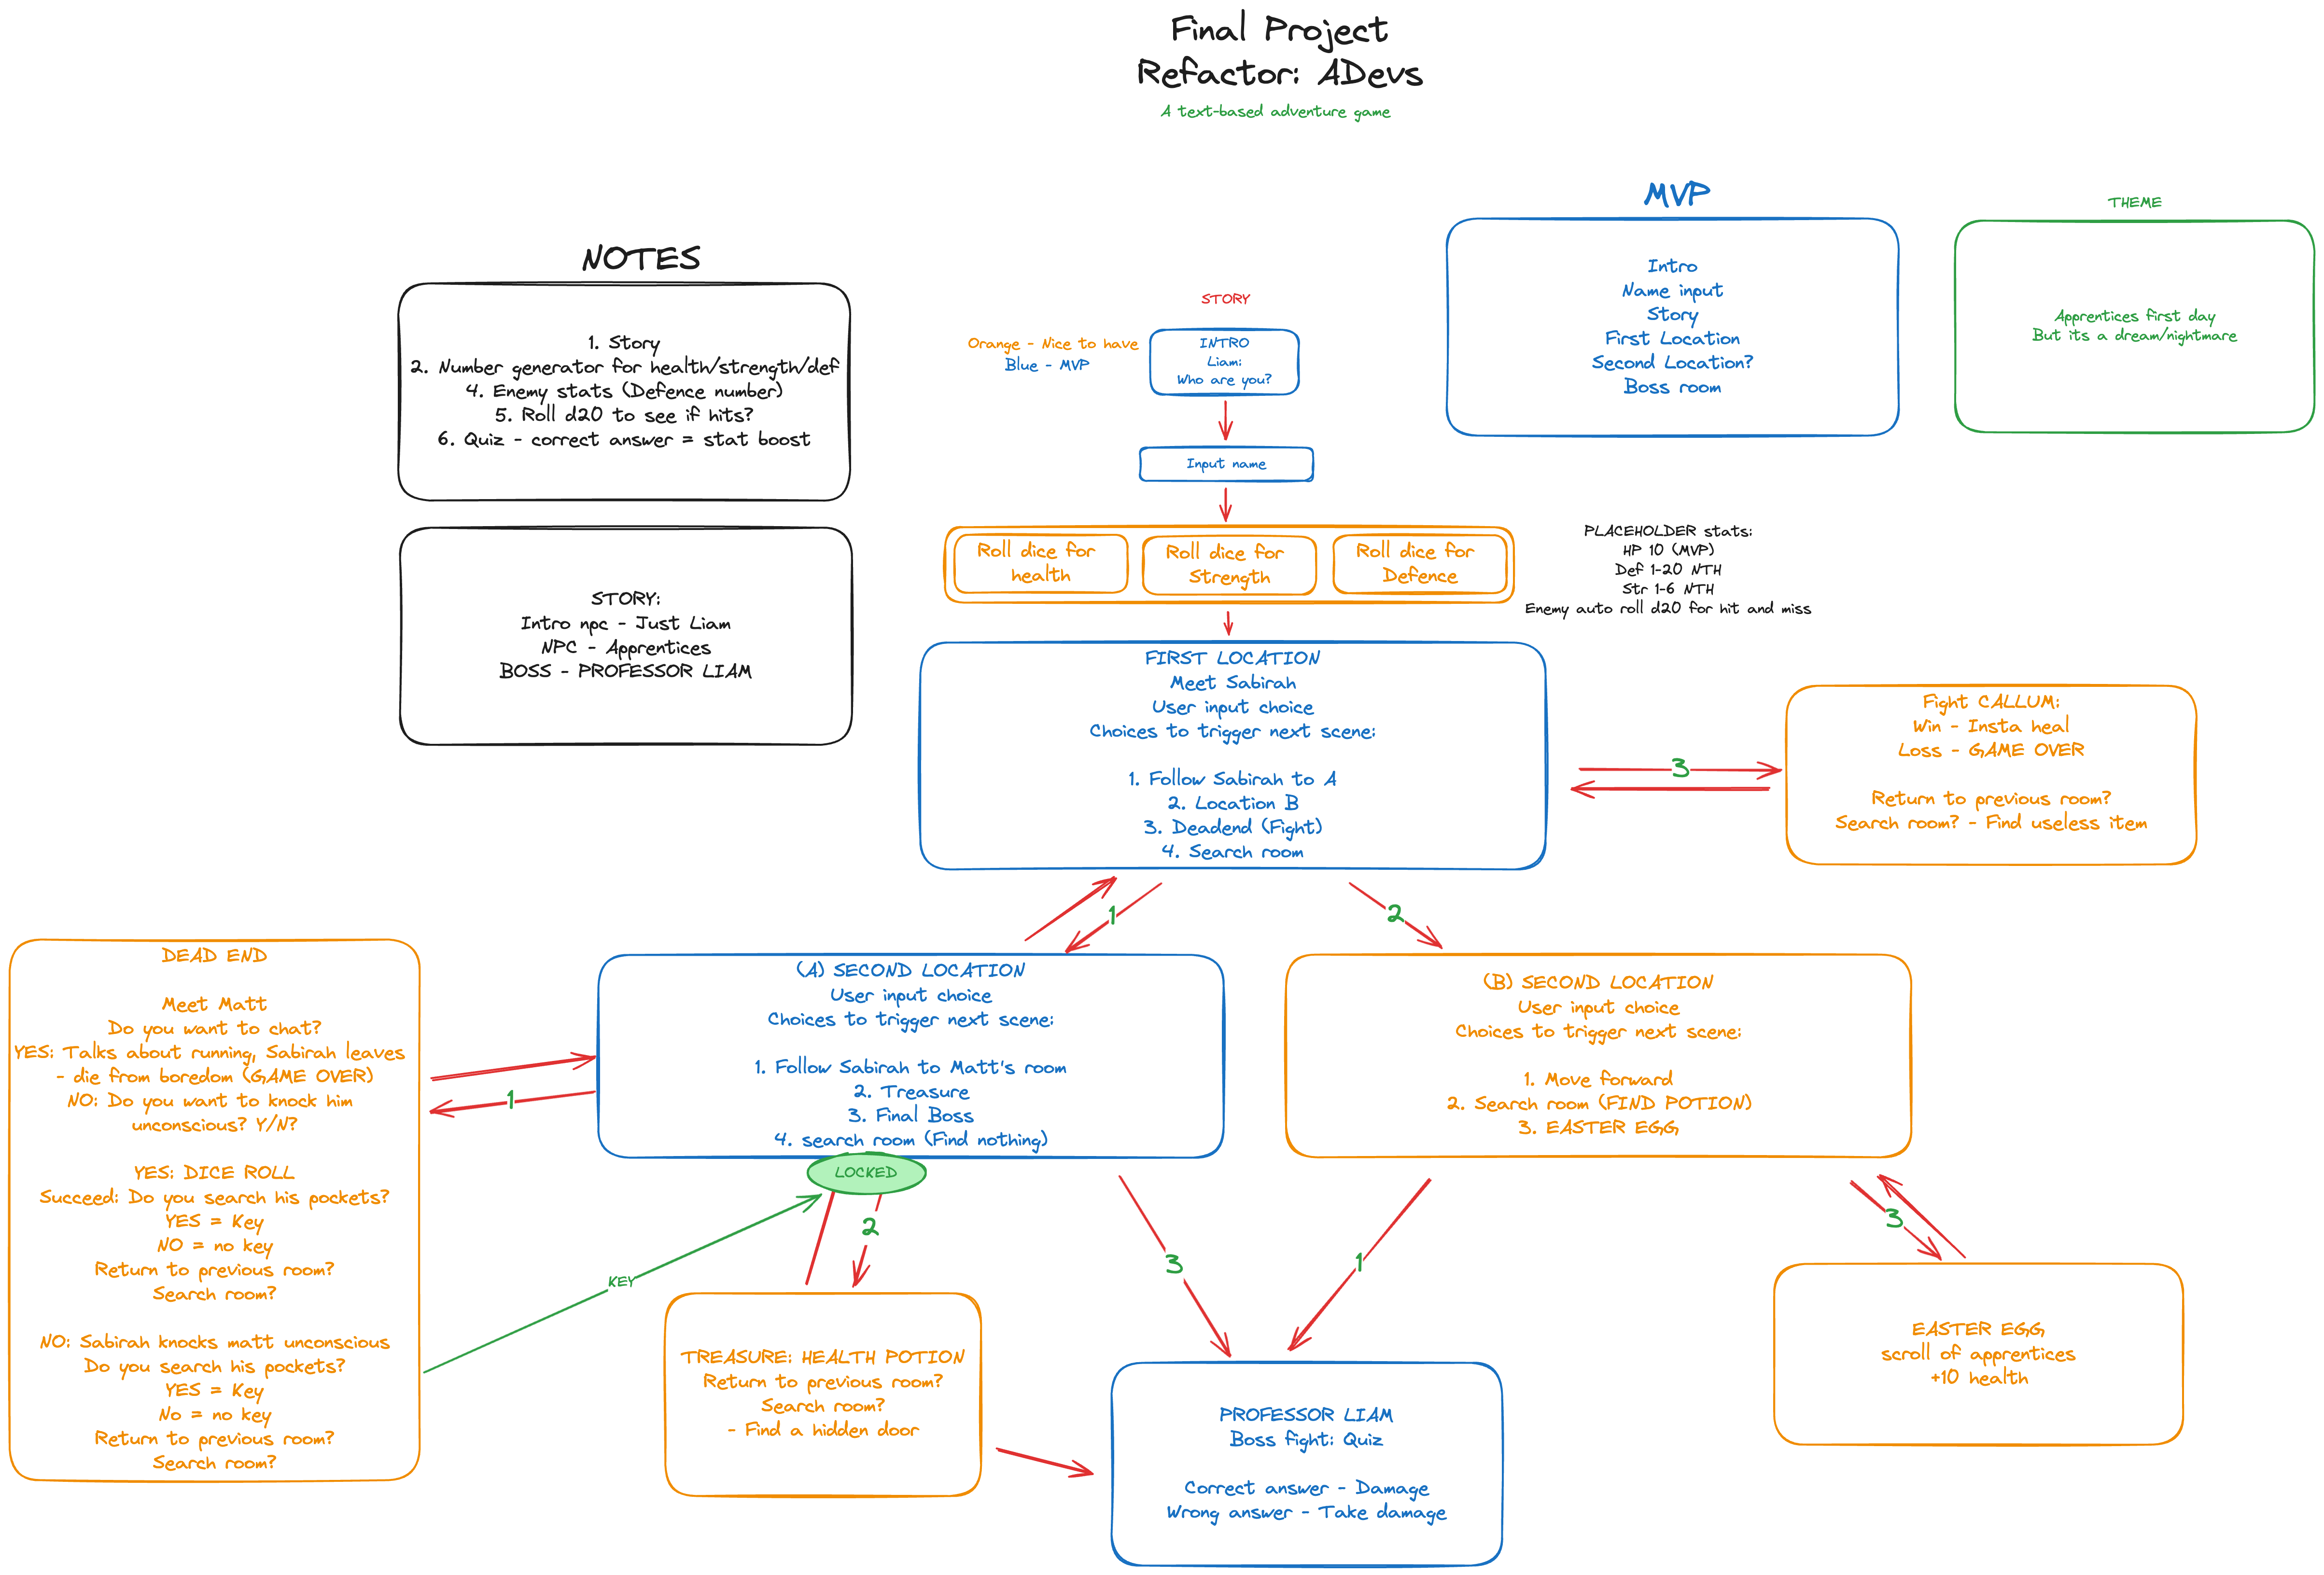 Final Project
Refactor: ADevs
A text-based adventure game
NOTES
1. Story
2. Number generator for health/strength/def
4. Enemy stats (Defence number)
5. Roll d20 to see if hits?
6. Quiz - correct answer = stat boost
STORY:
Intro npc - Just Liam
NPC - Apprentices
BOSS - PROFESSOR LIAM
MVP
Intro
Name input
Story
First Location
Second Location?
Boss room
THEME
Apprentices first day
But its a dream/nightmare
STORY
Orange - Nice to have
Blue - MVP
INTRO
Liam:
Who are you?
Input name
Roll dice for
health
Roll dice for
Strength
Roll dice for
Defence
PLACEHOLDER stats:
HP 10 (MVP)
Def 1-20 NTH
Str 1-6 NTH
Enemy auto roll d20 for hit and miss
FIRST LOCATION
Meet Sabirah
User input choice
Choices to trigger next scene:
1. Follow Sabirah to A
2. Location B
3. Deadend (Fight)
4. Search room
3
Fight CALLUM:
Win - Insta heal
Loss - GAME OVER
Return to previous room?
Search room? - Find useless item
1
2
DEAD END
Meet Matt
Do you want to chat?
YES: Talks about running, Sabirah leaves
- die from boredom (GAME OVER)
NO: Do you want to knock him
unconscious? Y/N?
YES: DICE ROLL
Succeed: Do you search his pockets?
YES = Key
NO = no key
Return to previous room?
Search room?
NO: Sabirah knocks matt unconscious
Do you search his pockets?
YES = Key
No = no key
Return to previous room?
Search room?
1
(A) SECOND LOCATION
User input choice
Choices to trigger next scene:
1. Follow Sabirah to Matt's room
2. Treasure
3. Final Boss
4. search room (Find nothing)
LOCKED
KEY
2
3
(B) SECOND LOCATION
User input choice
Choices to trigger next scene:
1. Move forward
2. Search room (FIND POTION)
3. EASTER EGG
1
3
TREASURE: HEALTH POTION
Return to previous room?
Search room?
- Find a hidden door
PROFESSOR LIAM
Boss fight: Quiz
Correct answer - Damage
Wrong answer - Take damage
EASTER EGG
scroll of apprentices
+10 health